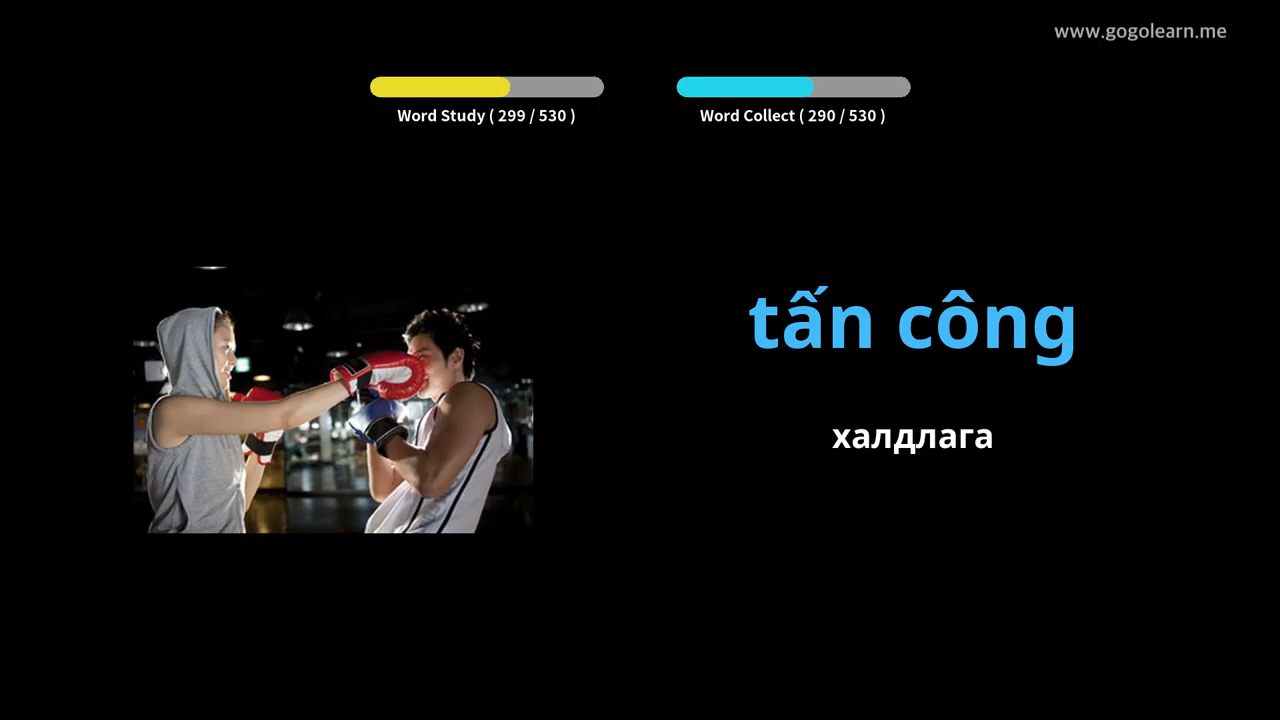 www.gogolearn.me
Word Study ( 299 / 530 )
Word Collect ( 290 / 530 )
tấn công
халдлага